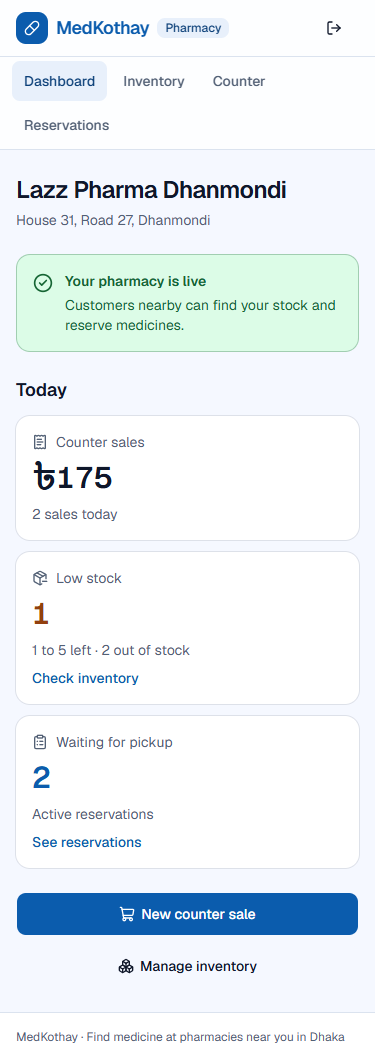 MedKothay Pharmacy
Dashboard Inventory Counter
Reservations
Lazz Pharma Dhanmondi
House 31, Road 27, Dhanmondi
Your pharmacy is live
Customers nearby can find your stock and
reserve medicines.
Today
Counter sales
৳175
2 sales today
Low stock
1
1 to 5 left · 2 out of stock
Check inventory
Waiting for pickup
2
Active reservations
See reservations
New counter sale
Manage inventory
MedKothay · Find medicine at pharmacies near you in Dhaka